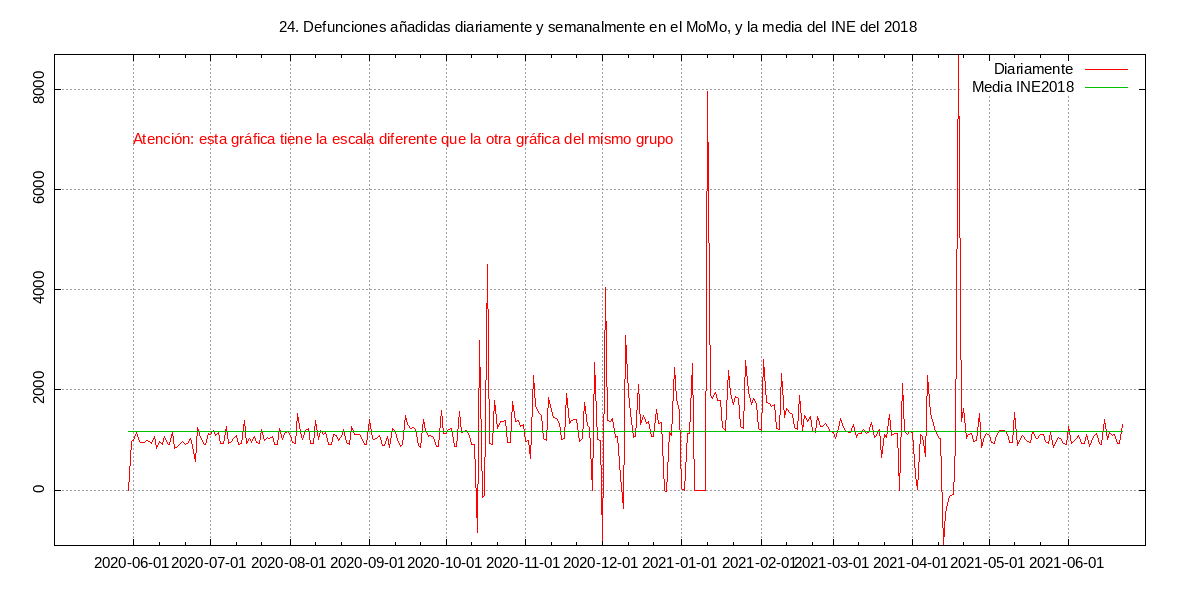 24. Defunciones añadidas diariamente y semanalmente en el MoMo, y la media del INE del 2018
Diariamente
Media INE2018
Atención: esta gráfica tiene la escala diferente que la otra gráfica del mismo grupo
8000
6000
4000
2000
0
2020-06-01 2020-07-01 2020-08-01 2020-09-01 2020-10-01 2020-11-01 2020-12-01 2021-01-01 2021-02-01 2021-03-01 2021-04-01 2021-05-01 2021-06-01